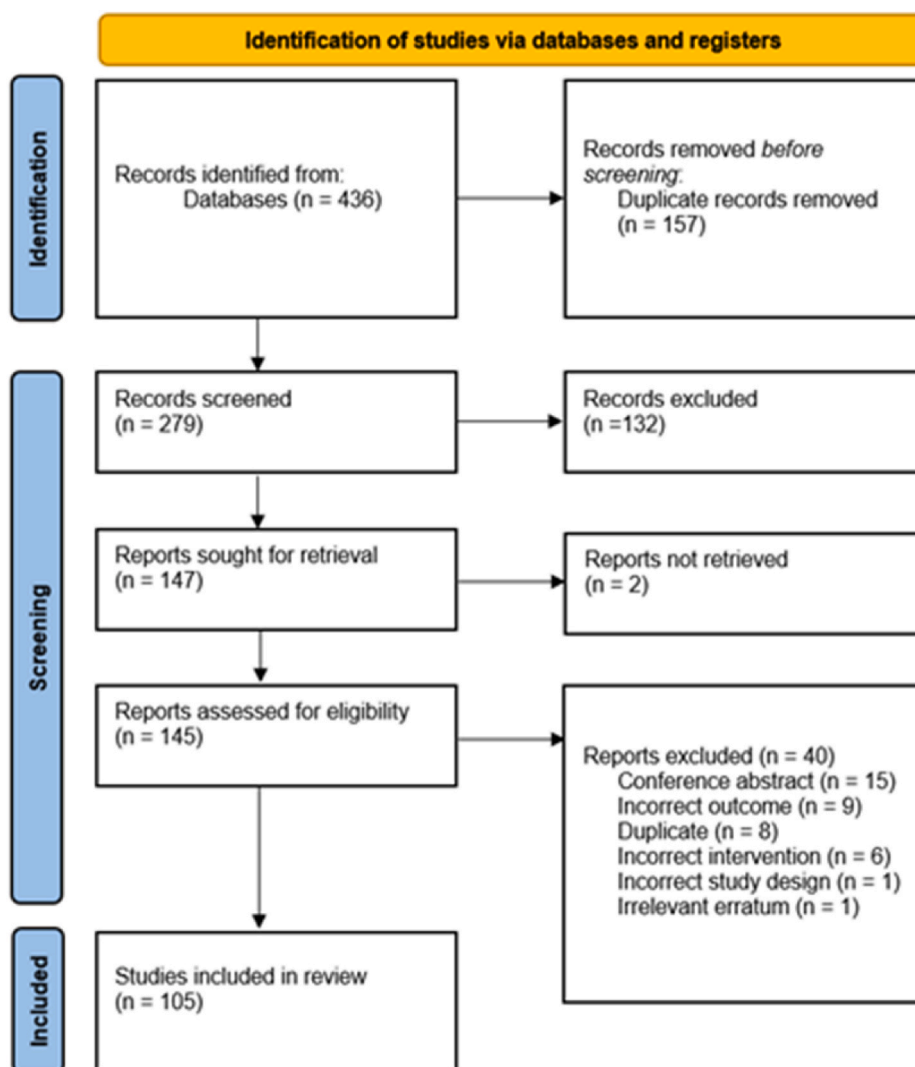 Identification of studies via databases and registers
Identification
Records identified from:
Databases (n = 436)
Records removed before
screening:
Duplicate records removed
(n = 157)
Screening
Records screened
(n = 279)
Records excluded
(n =132)
Reports sought for retrieval
(n = 147)
Reports not retrieved
(n = 2)
Reports assessed for eligibility
(n = 145)
Reports excluded (n = 40)
Conference abstract (n = 15)
Incorrect outcome (n = 9)
Duplicate (n = 8)
Incorrect intervention (n = 6)
Incorrect study design (n = 1)
Irrelevant erratum (n = 1)
Included
Studies included in review
(n = 105)